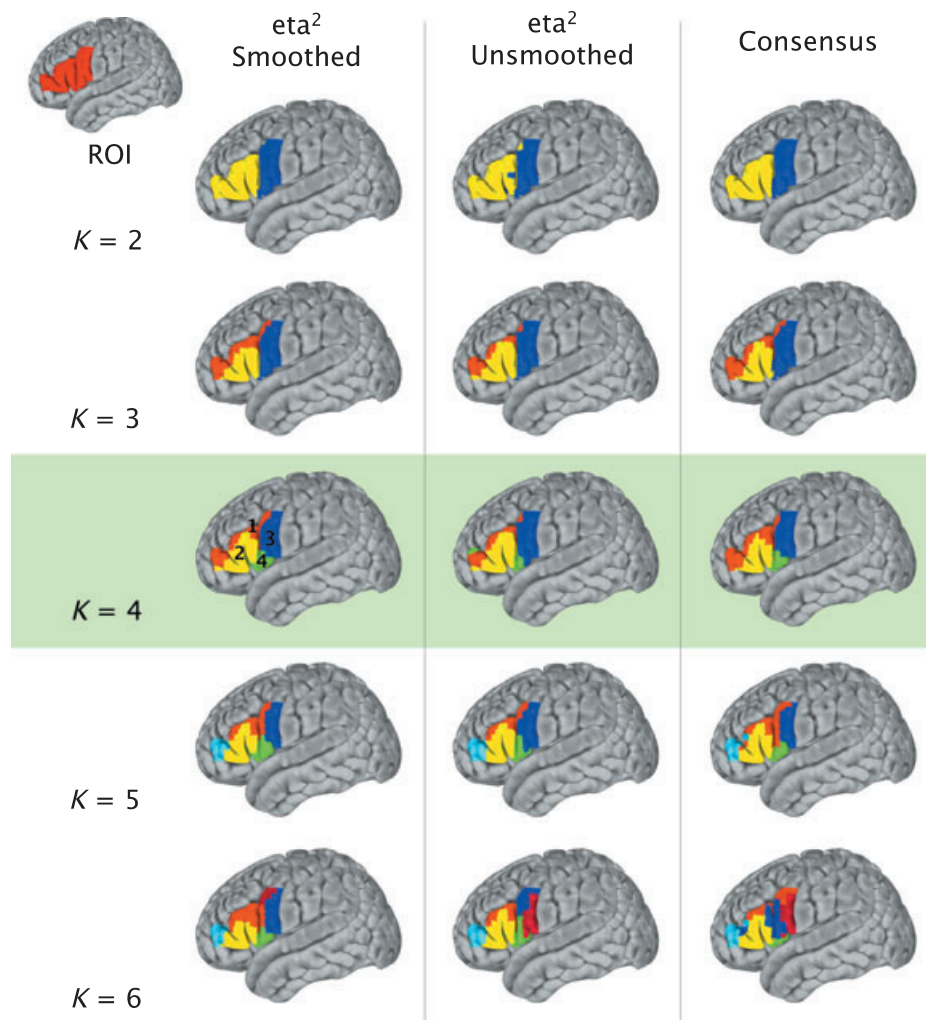 eta²
Smoothed
eta²
Unsmoothed
Consensus
ROI
K = 2
K = 3
1
2
3
4
K = 4
K = 5
K = 6